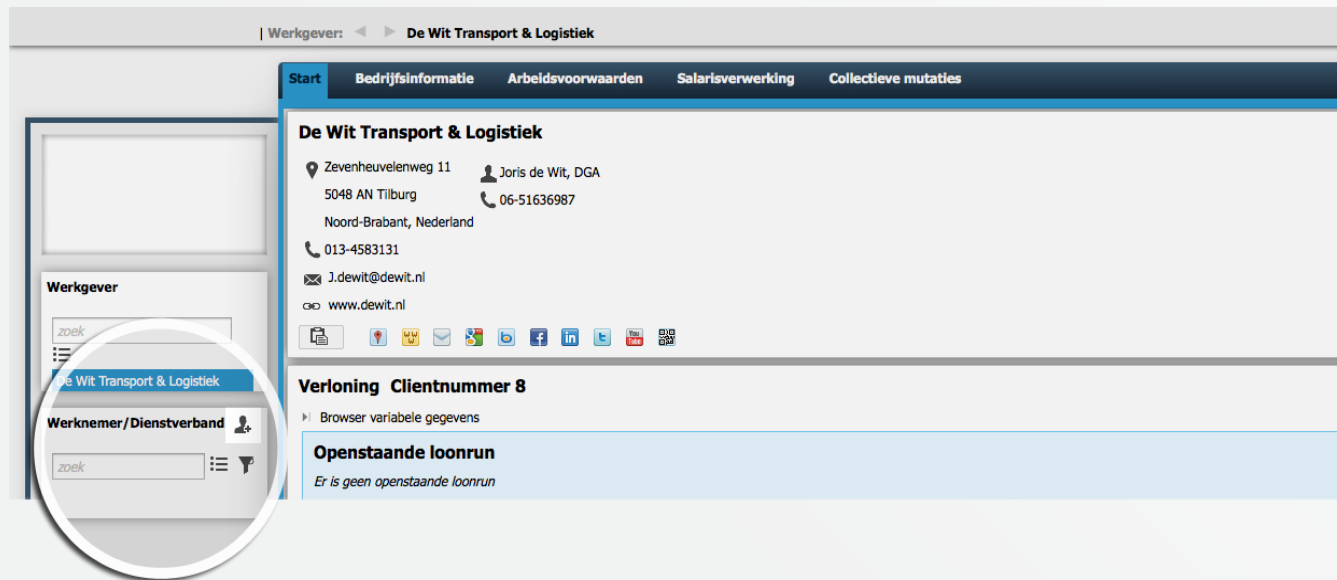 | Werkgever: De Wit Transport & Logistiek
Start Bedrijfsinformatie Arbeidsvoorwaarden Salarisverwerking Collectieve mutaties
De Wit Transport & Logistiek
Zevenheuvelenweg 11
5048 AN Tilburg
Noord-Brabant, Nederland
013-4583131
J.dewit@dewit.nl
www.dewit.nl
Joris de Wit, DGA
06-51636987
You
Tube
Werkgever
zoek
De Wit Transport & Logistiek
Werknemer/Dienstverband
zoek
Verloning Clientnummer 8
Browser variabele gegevens
Openstaande loonrun
Er is geen openstaande loonrun